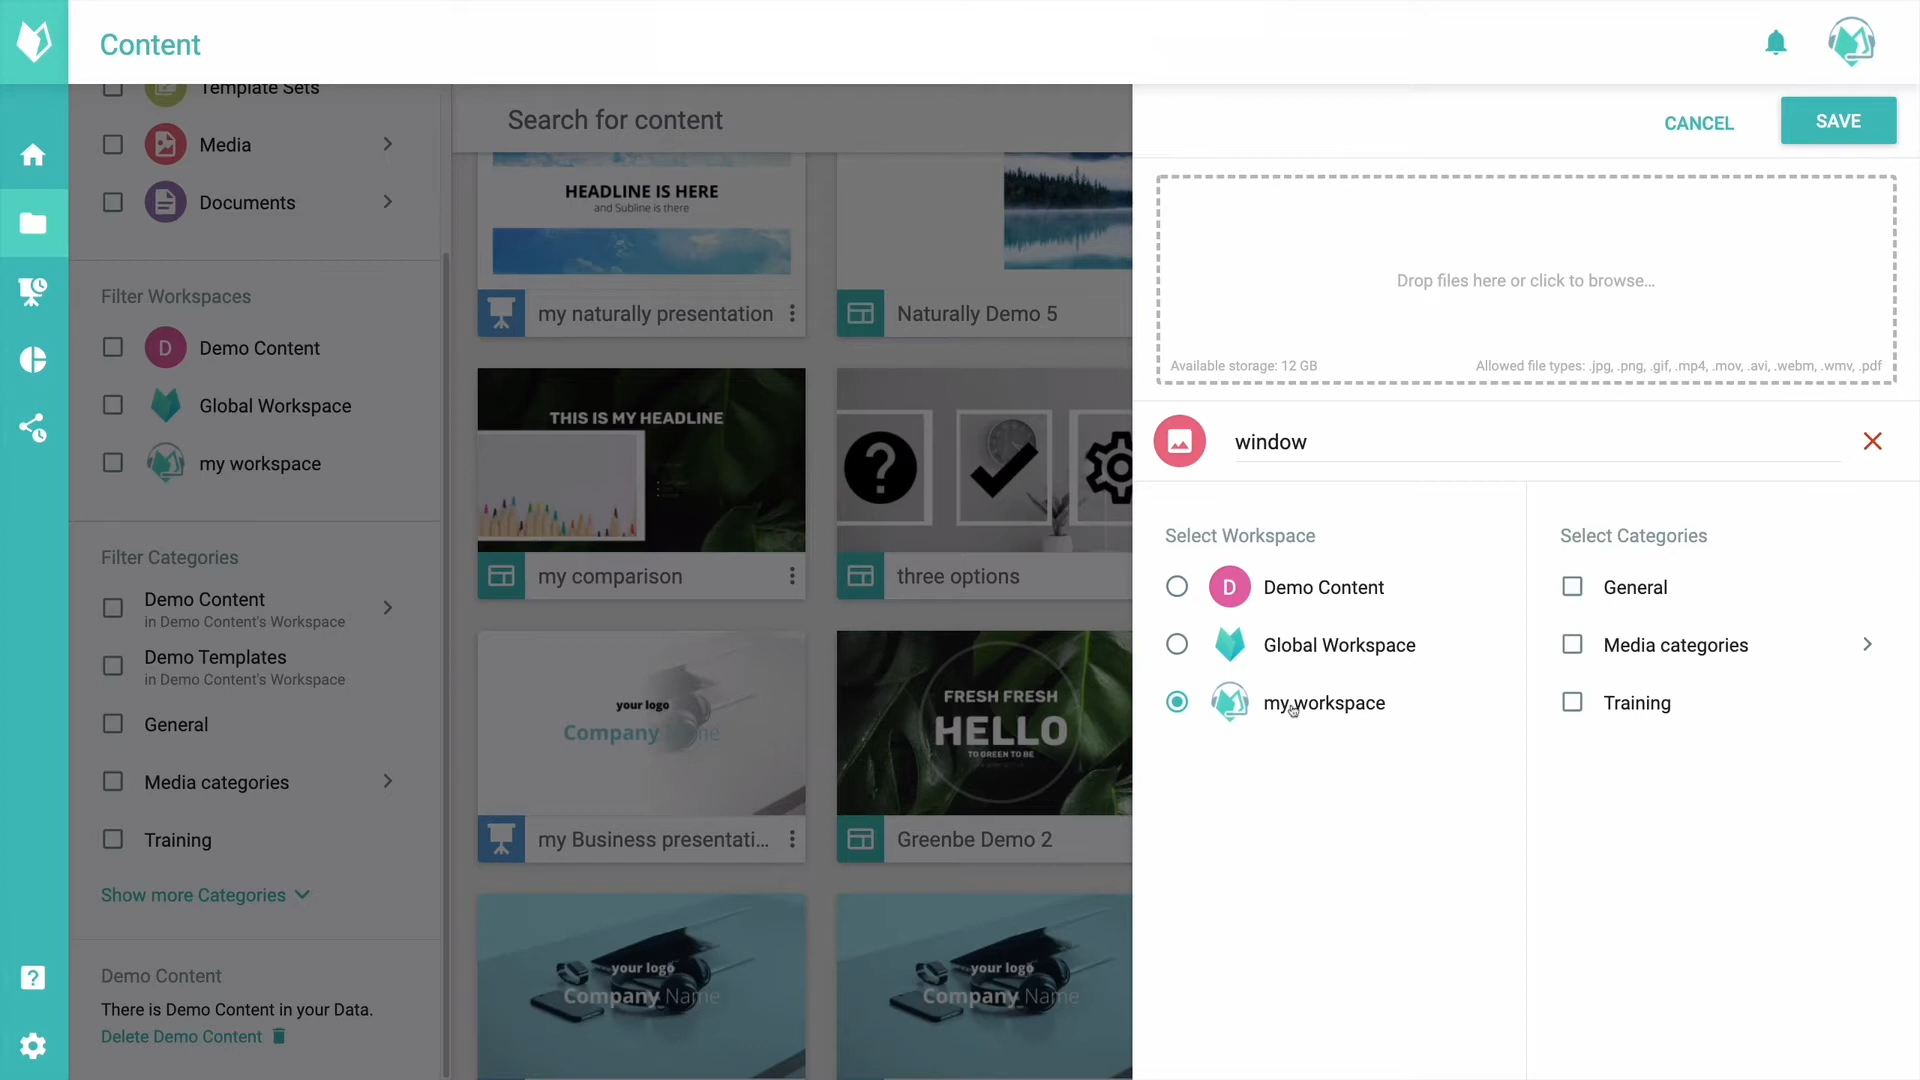 Content
Template Sets
Media
Documents
Filter Workspaces
D Demo Content
Global Workspace
my workspace
Filter Categories
Demo Content
in Demo Content's Workspace
Demo Templates
in Demo Content's Workspace
General
Media categories
Training
Show more Categories
Demo Content
There is Demo Content in your Data.
Delete Demo Content
Search for content
HEADLINE IS HERE
and Subline is there
my naturally presentation
Naturally Demo 5
THIS IS MY HEADLINE
my comparison
three options
your logo
Company Name
my Business presentati...
FRESH FRESH
HELLO
TO GREEN TO BE
Greenbe Demo 2
your logo
Company Name
your logo
Company Name
CANCEL
SAVE
Drop files here or click to browse...
Available storage: 12 GB
Allowed file types: .jpg, .png, .gif, .mp4, .mov, .avi, .webm, .wmv, .pdf
window
Select Workspace
D Demo Content
Global Workspace
my workspace
Select Categories
General
Media categories
Training